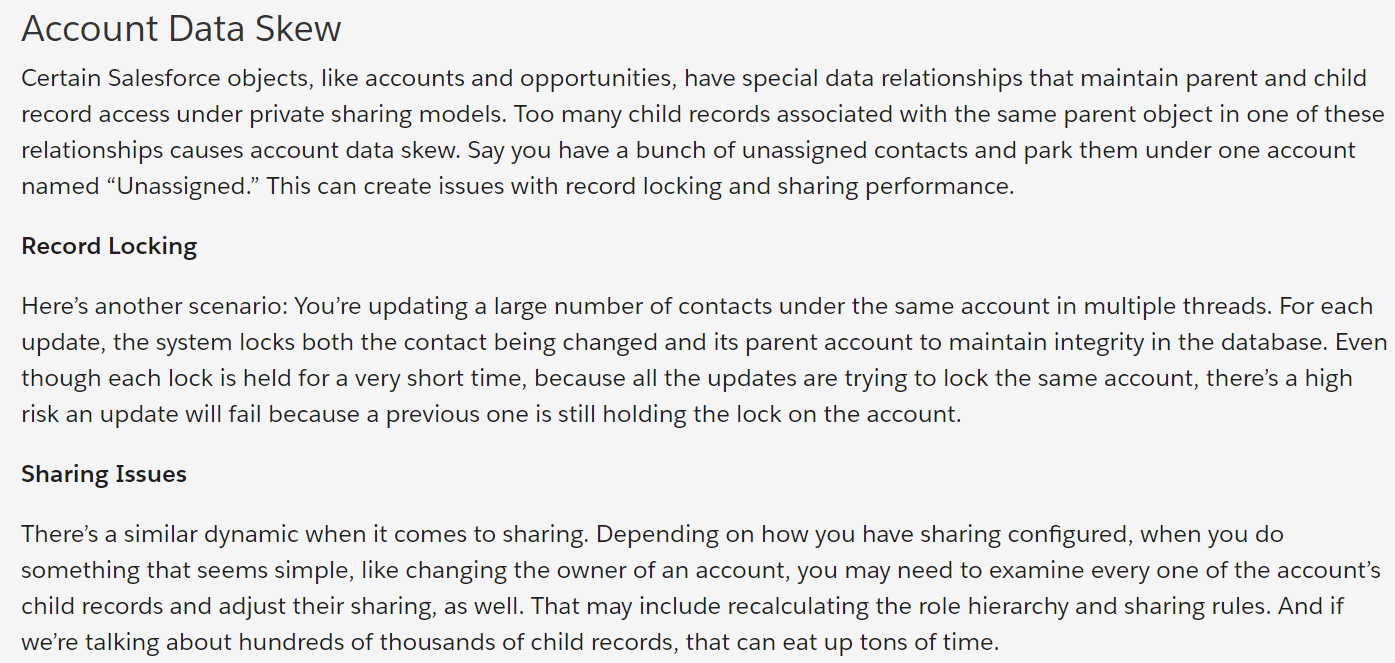 Account Data Skew
Certain Salesforce objects, like accounts and opportunities, have special data relationships that maintain parent and child
record access under private sharing models. Too many child records associated with the same parent object in one of these
relationships causes account data skew. Say you have a bunch of unassigned contacts and park them under one account
named “Unassigned.” This can create issues with record locking and sharing performance.
Record Locking
Here’s another scenario: You’re updating a large number of contacts under the same account in multiple threads. For each
update, the system locks both the contact being changed and its parent account to maintain integrity in the database. Even
though each lock is held for a very short time, because all the updates are trying to lock the same account, there’s a high
risk an update will fail because a previous one is still holding the lock on the account.
Sharing Issues
There’s a similar dynamic when it comes to sharing. Depending on how you have sharing configured, when you do
something that seems simple, like changing the owner of an account, you may need to examine every one of the account’s
child records and adjust their sharing, as well. That may include recalculating the role hierarchy and sharing rules. And if
we’re talking about hundreds of thousands of child records, that can eat up tons of time.